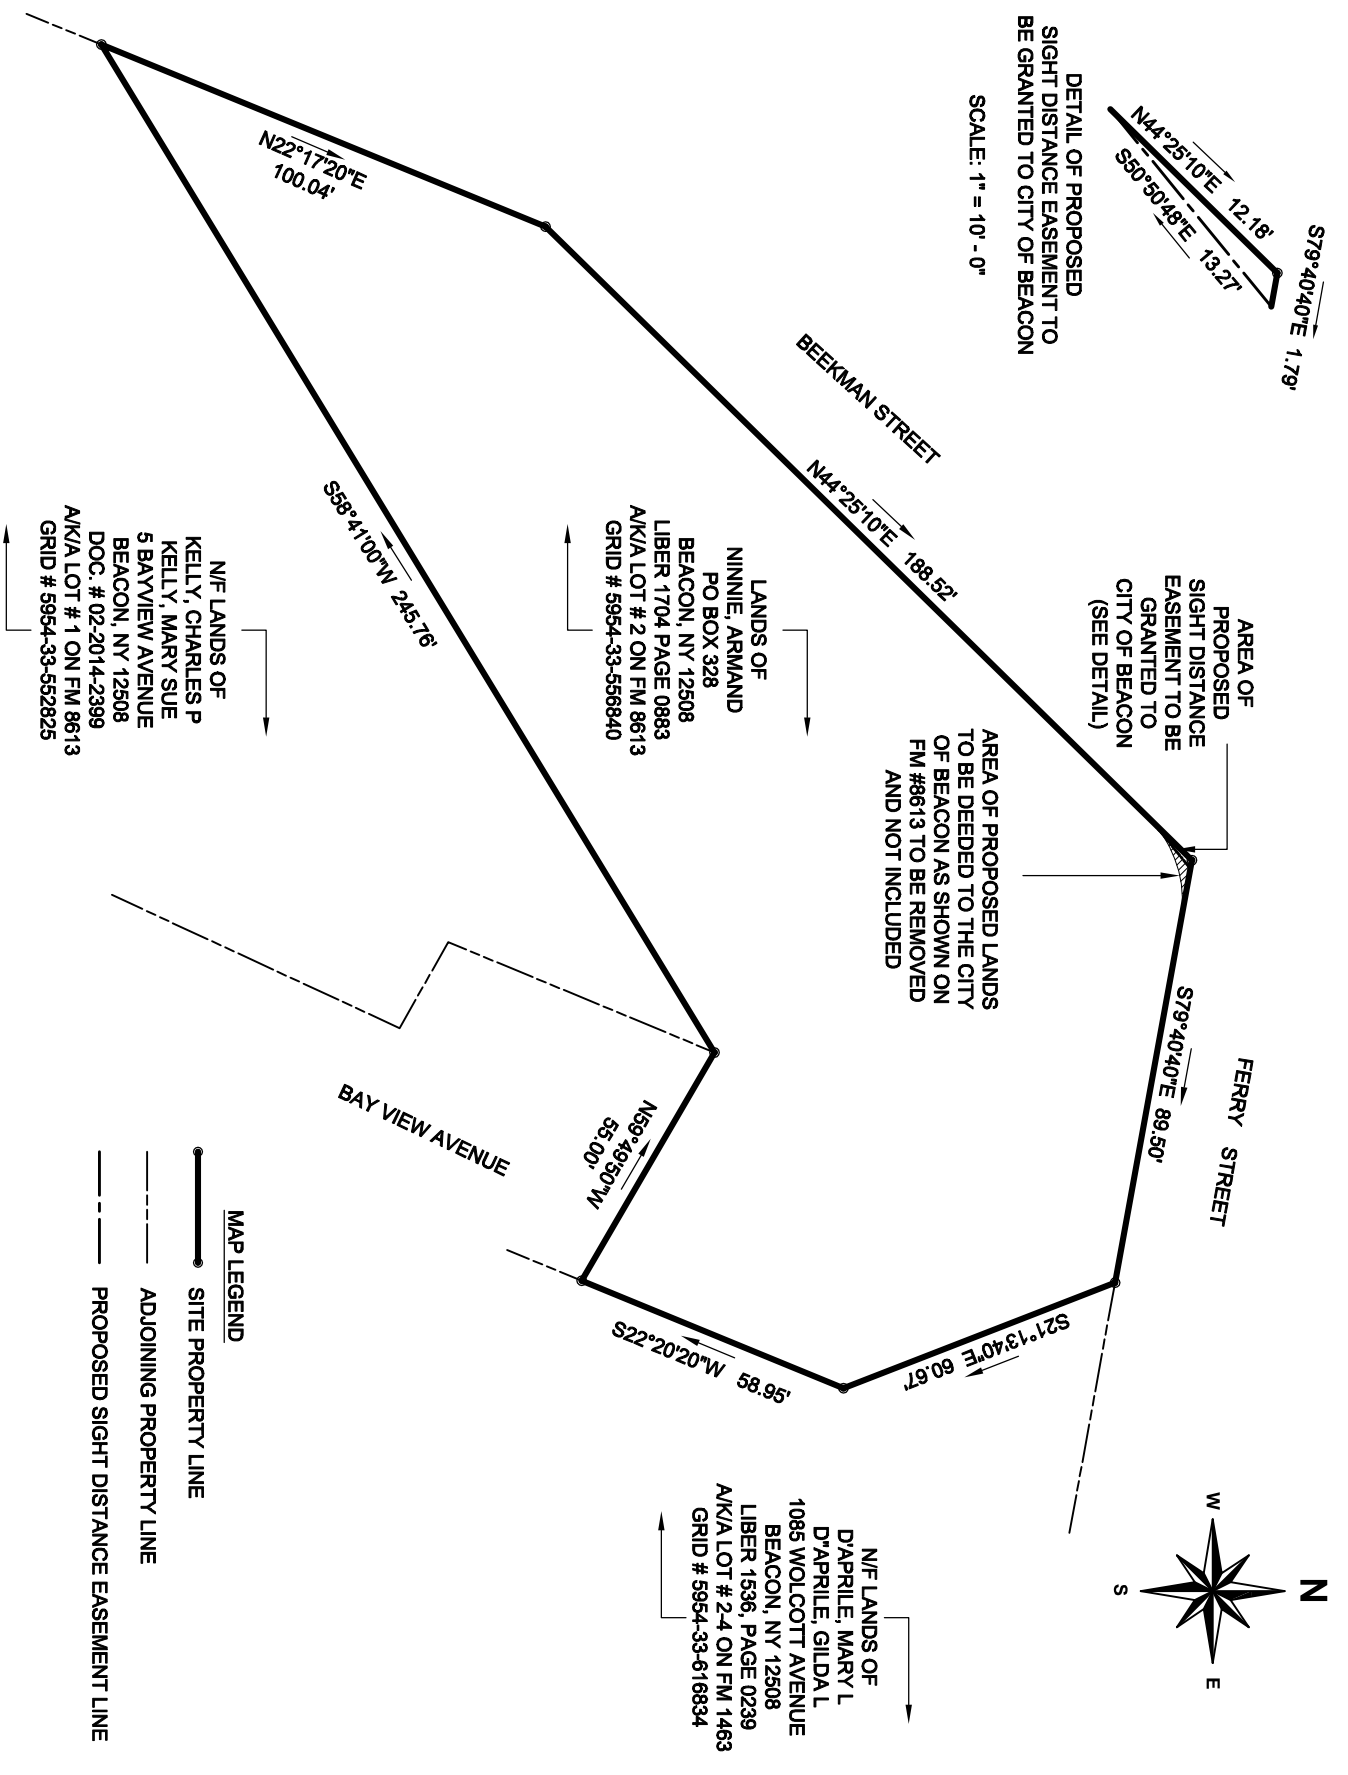 DETAIL OF PROPOSED
SIGHT DISTANCE EASEMENT TO
BE GRANTED TO CITY OF BEACON
SCALE: 1" = 10' - 0"
N44°25'10"E 12.18'
S50°50'48"E 13.27'
S79°40'40"E 1.79'
N22°17'20"E
100.04'
BEEKMAN STREET
N44°25'10"E 188.52'
AREA OF
PROPOSED
SIGHT DISTANCE
EASEMENT TO BE
GRANTED TO
CITY OF BEACON
(SEE DETAIL)
AREA OF PROPOSED LANDS
TO BE DEEDED TO THE CITY
OF BEACON AS SHOWN ON
FM #8613 TO BE REMOVED
AND NOT INCLUDED
FERRY STREET
S79°40'40"E 89.50'
S21°13'40"E 60.67'
S22°20'20"W 58.95'
N59°49'50"W
55.00'
BAY VIEW AVENUE
S58°41'00"W 245.76'
LANDS OF
NINNIE, ARMAND
PO BOX 328
BEACON, NY 12508
LIBER 1704 PAGE 0883
A/K/A LOT # 2 ON FM 8613
GRID # 5954-33-556840
N/F LANDS OF
KELLY, CHARLES P
KELLY, MARY SUE
5 BAYVIEW AVENUE
BEACON, NY 12508
DOC. # 02-2014-2399
A/K/A LOT # 1 ON FM 8613
GRID # 5954-33-552825
N/F LANDS OF
D'APRILE, MARY L
D"APRILE, GILDA L
1085 WOLCOTT AVENUE
BEACON, NY 12508
LIBER 1536, PAGE 0239
A/K/A LOT # 2-4 ON FM 1463
GRID # 5954-33-616834
N
W
E
S
MAP LEGEND
SITE PROPERTY LINE
ADJOINING PROPERTY LINE
PROPOSED SIGHT DISTANCE EASEMENT LINE